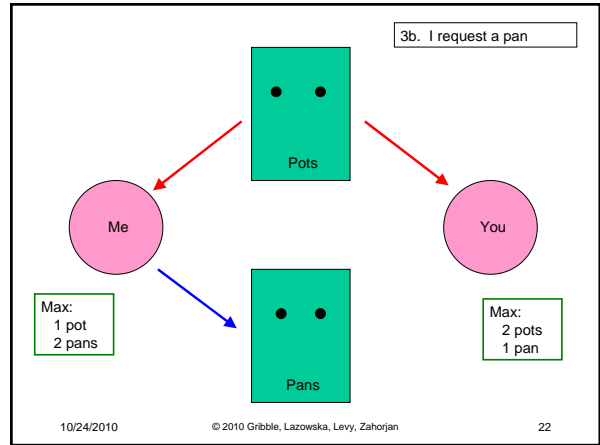 3b. I request a pan
Pots
Me
You
Max:
1 pot
2 pans
Max:
2 pots
1 pan
Pans
10/24/2010
© 2010 Gribble, Lazowska, Levy, Zahorjan
22